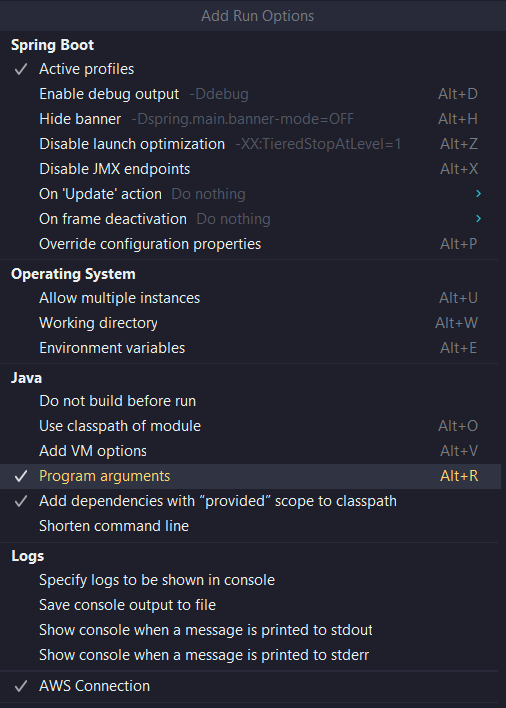 Add Run Options
Spring Boot
Active profiles
Enable debug output -Ddebug Alt+D
Hide banner -Dspring.main.banner-mode=OFF Alt+H
Disable launch optimization -XX:TieredStopAtLevel=1 Alt+Z
Disable JMX endpoints Alt+X
On 'Update' action Do nothing
On frame deactivation Do nothing
Override configuration properties Alt+P
Operating System
Allow multiple instances Alt+U
Working directory Alt+W
Environment variables Alt+E
Java
Do not build before run
Use classpath of module Alt+O
Add VM options Alt+V
Program arguments Alt+R
Add dependencies with “provided” scope to classpath
Shorten command line
Logs
Specify logs to be shown in console
Save console output to file
Show console when a message is printed to stdout
Show console when a message is printed to stderr
AWS Connection